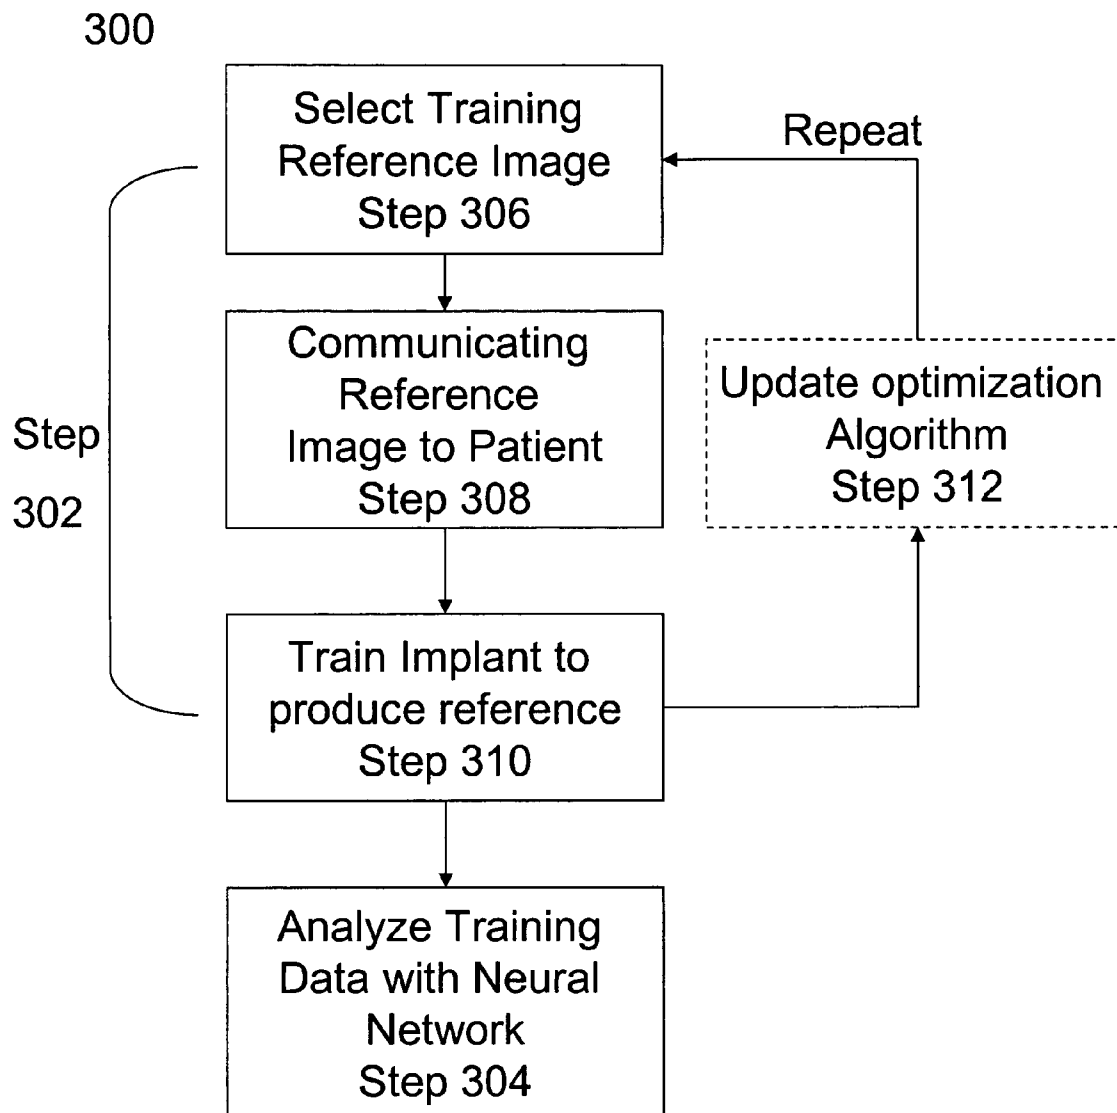 300
Select Training
Reference Image
Step 306
Repeat
Communicating
Reference
Image to Patient
Step 308
Update optimization
Algorithm
Step 312
Step
302
Train Implant to
produce reference
Step 310
Analyze Training
Data with Neural
Network
Step 304